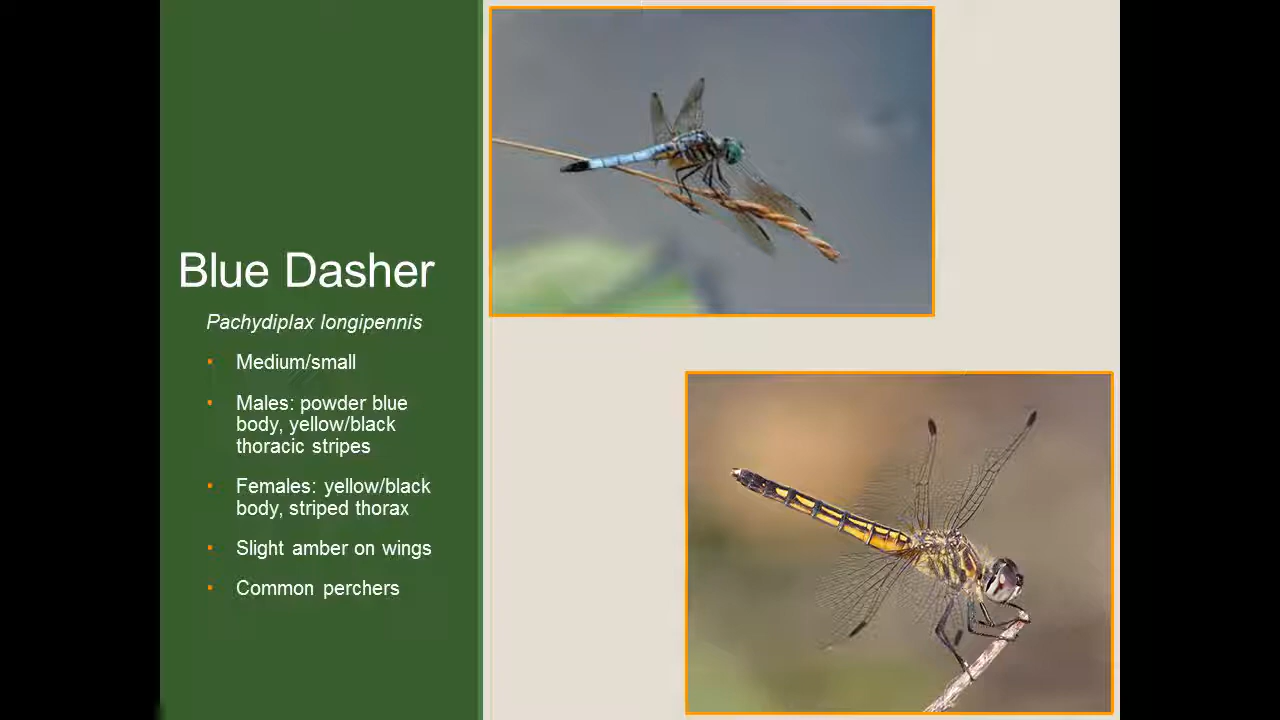 Blue Dasher
Pachydiplax longipennis
▪ Medium/small
▪ Males: powder blue
body, yellow/black
thoracic stripes
▪ Females: yellow/black
body, striped thorax
▪ Slight amber on wings
▪ Common perchers